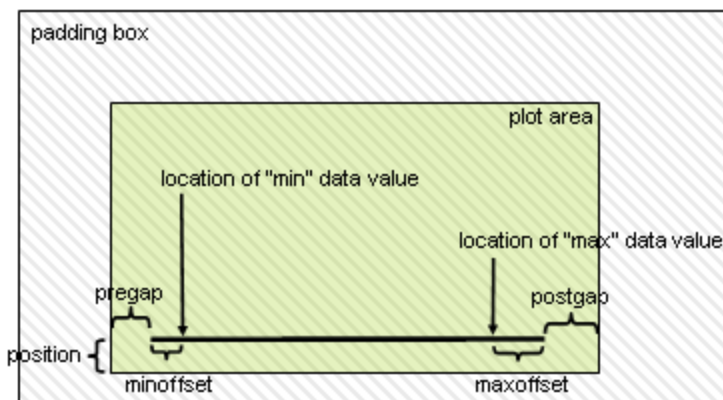 padding box
plot area
location of "min" data value
location of "max" data value
pregap
postgap
position
minoffset
maxoffset